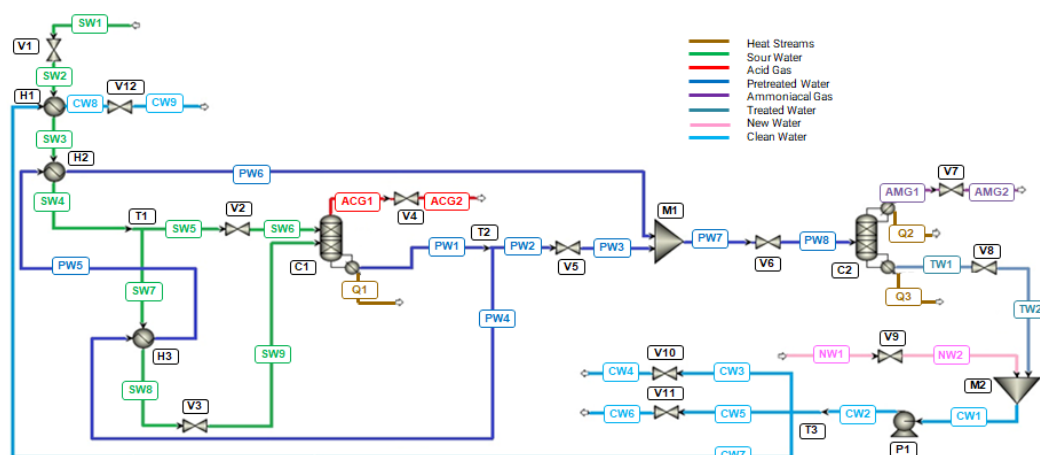 SW1
V1
SW2
V12
H1
CW8
CW9
SW3
H2
PW6
SW4
T1
V2
SW5
SW6
ACG1
ACG2
V4
C1
T2
PW1
PW2
PW3
V5
Q1
PW5
SW7
PW4
H3
SW9
SW8
V3
Heat Streams
Sour Water
Acid Gas
Pretreated Water
Ammoniacal Gas
Treated Water
New Water
Clean Water
M1
PW7
V6
PW8
V7
AMG1
AMG2
Q2
C2
V8
TW1
Q3
TW2
V9
NW1
NW2
V10
CW4
CW3
M2
V11
CW6
CW5
CW2
CW1
T3
P1
CW7